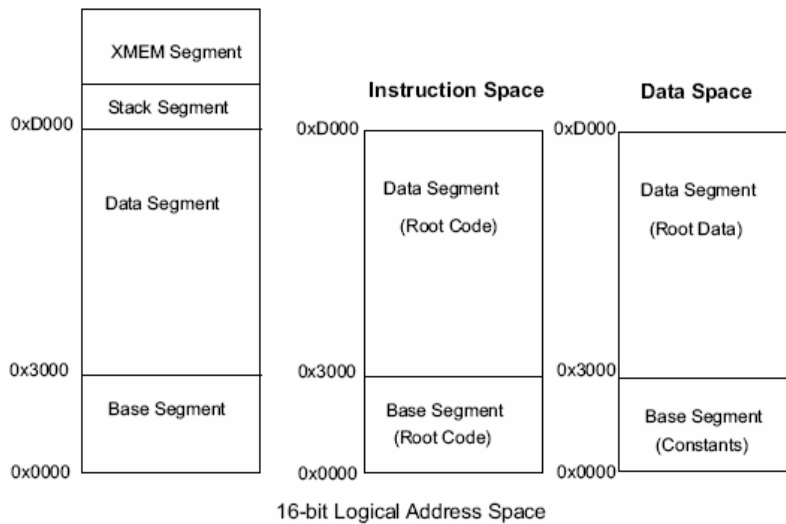 XMEM Segment
Stack Segment
0xD000
Data Segment
0x3000
Base Segment
0x0000
Instruction Space
0xD000
Data Segment
(Root Code)
0x3000
Base Segment
(Root Code)
0x0000
Data Space
0xD000
Data Segment
(Root Data)
0x3000
Base Segment
(Constants)
0x0000
16-bit Logical Address Space